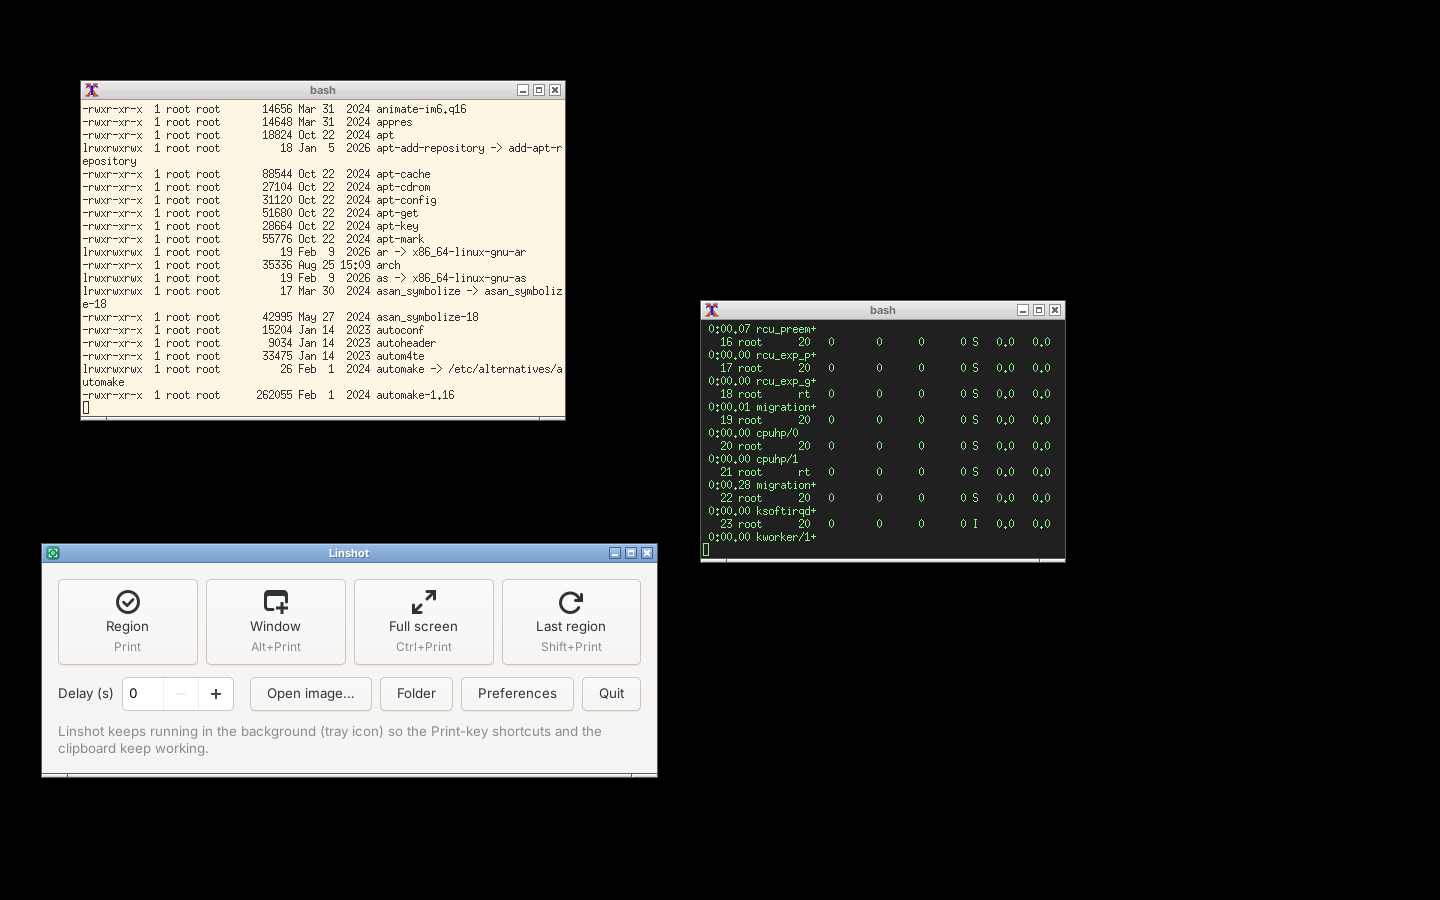 bash
-rwxr-xr-x  1 root root       14656 Mar 31  2024 animate-im6.q16
-rwxr-xr-x  1 root root       14648 Mar 31  2024 appres
-rwxr-xr-x  1 root root       18824 Oct 22  2024 apt
lrwxrwxrwx  1 root root          18 Jan  5  2026 apt-add-repository -> add-apt-r
epository
-rwxr-xr-x  1 root root       88544 Oct 22  2024 apt-cache
-rwxr-xr-x  1 root root       27104 Oct 22  2024 apt-cdrom
-rwxr-xr-x  1 root root       31120 Oct 22  2024 apt-config
-rwxr-xr-x  1 root root       51680 Oct 22  2024 apt-get
-rwxr-xr-x  1 root root       28664 Oct 22  2024 apt-key
-rwxr-xr-x  1 root root       55776 Oct 22  2024 apt-mark
lrwxrwxrwx  1 root root          19 Feb  9  2026 ar -> x86_64-linux-gnu-ar
-rwxr-xr-x  1 root root       35336 Aug 25 15:09 arch
lrwxrwxrwx  1 root root          19 Feb  9  2026 as -> x86_64-linux-gnu-as
lrwxrwxrwx  1 root root          17 Mar 30  2024 asan_symbolize -> asan_symboliz
e-18
-rwxr-xr-x  1 root root       42995 May 27  2024 asan_symbolize-18
-rwxr-xr-x  1 root root       15204 Jan 14  2023 autoconf
-rwxr-xr-x  1 root root        9034 Jan 14  2023 autoheader
-rwxr-xr-x  1 root root       33475 Jan 14  2023 autom4te
lrwxrwxrwx  1 root root          26 Feb  1  2024 automake -> /etc/alternatives/a
utomake
-rwxr-xr-x  1 root root      262055 Feb  1  2024 automake-1.16
bash
0:00.07 rcu_preem+
16 root      20   0       0      0      0 S   0.0   0.0
0:00.00 rcu_exp_p+
17 root      20   0       0      0      0 S   0.0   0.0
0:00.00 rcu_exp_g+
18 root      rt   0       0      0      0 S   0.0   0.0
0:00.01 migration+
19 root      20   0       0      0      0 S   0.0   0.0
0:00.00 cpuhp/0
20 root      20   0       0      0      0 S   0.0   0.0
0:00.00 cpuhp/1
21 root      rt   0       0      0      0 S   0.0   0.0
0:00.28 migration+
22 root      20   0       0      0      0 S   0.0   0.0
0:00.00 ksoftirqd+
23 root      20   0       0      0      0 I   0.0   0.0
0:00.00 kworker/1+
Linshot
Region Window Full screen Last region
Print Alt+Print Ctrl+Print Shift+Print
Delay (s) 0 Open image... Folder Preferences Quit
Linshot keeps running in the background (tray icon) so the Print-key shortcuts and the
clipboard keep working.